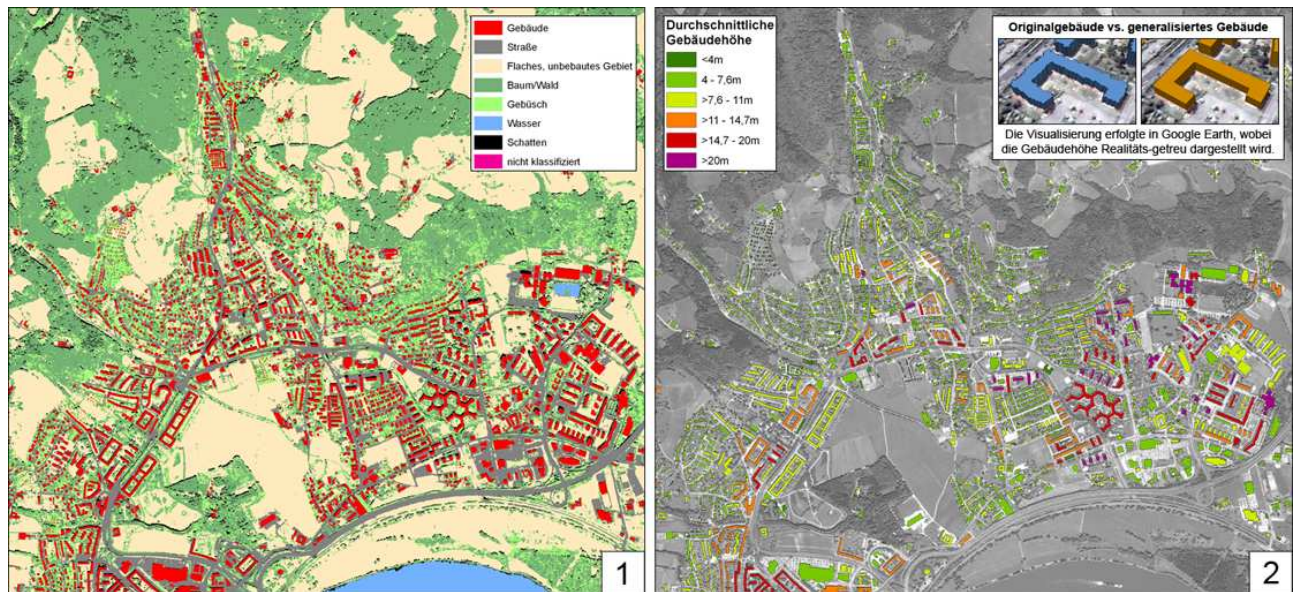 Gebäude
Straße
Flaches, unbebautes Gebiet
Baum/Wald
Gebüsch
Wasser
Schatten
nicht klassifiziert
1
Durchschnittliche
Gebäudehöhe
<4m
4 - 7,6m
>7,6 - 11m
>11 - 14,7m
>14,7 - 20m
>20m
Originalgebäude vs. generalisiertes Gebäude
Die Visualisierung erfolgte in Google Earth, wobei
die Gebäudehöhe Realitäts-getreu dargestellt wird.
2